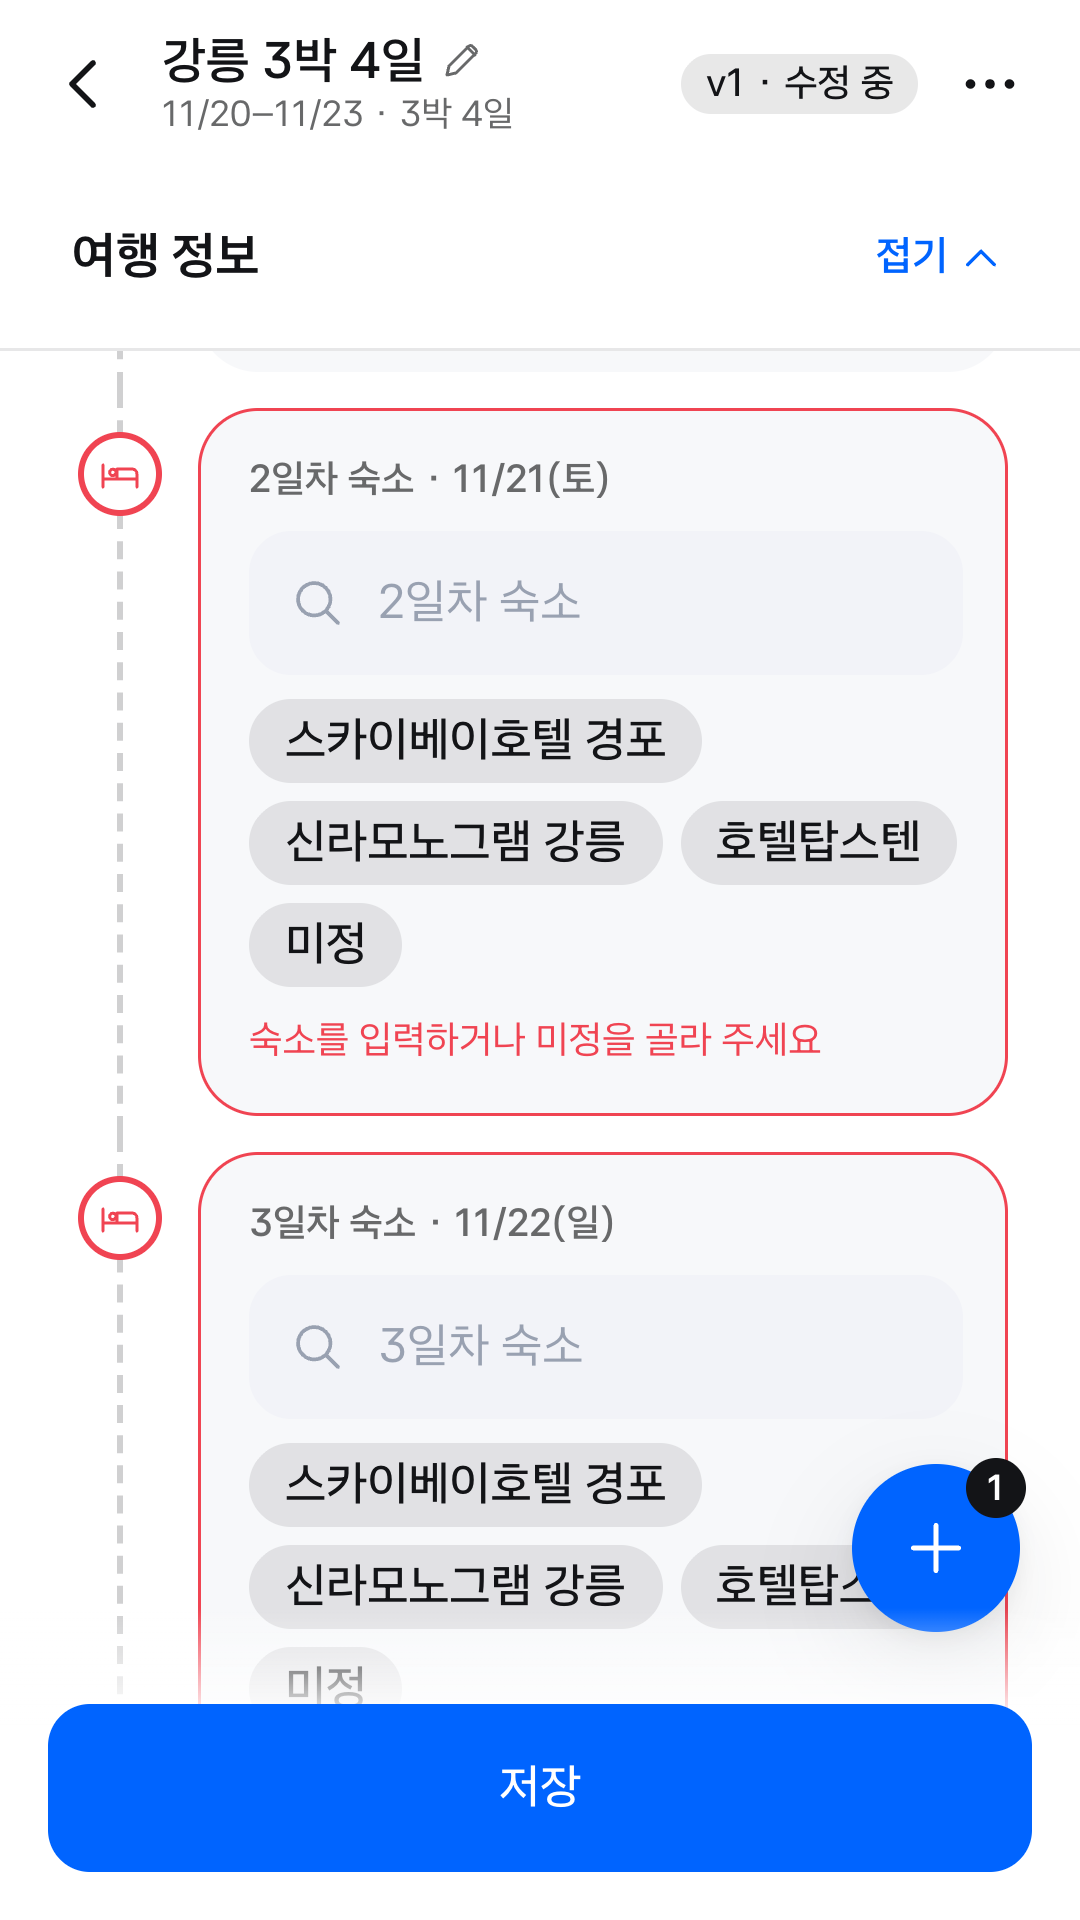 강릉 3박 4일
11/20–11/23 · 3박 4일
v1 · 수정 중
여행 정보
접기
2일차 숙소 · 11/21(토)
2일차 숙소
스카이베이호텔 경포
신라모노그램 강릉 호텔탑스텐
미정
숙소를 입력하거나 미정을 골라 주세요
3일차 숙소 · 11/22(일)
3일차 숙소
스카이베이호텔 경포
1
신라모노그램 강릉 호텔탑
미정
저장